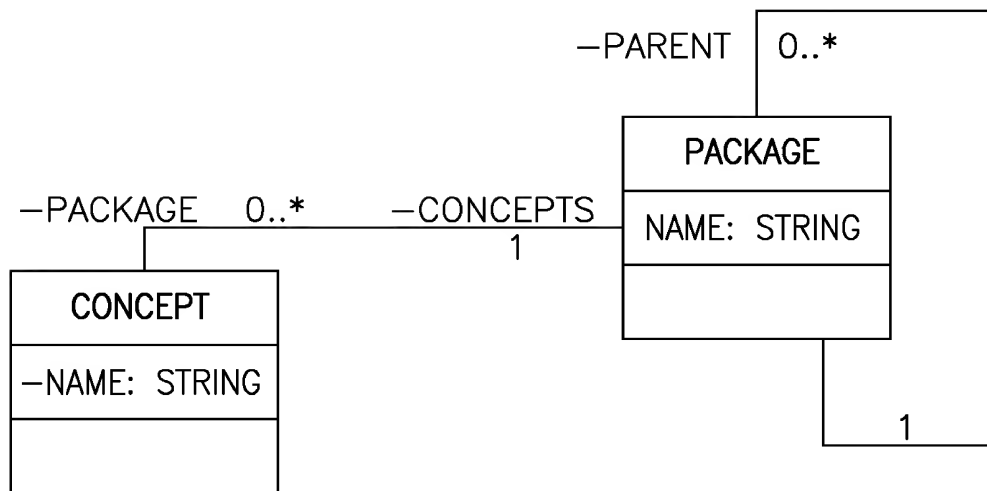 –PARENT 0..*
PACKAGE
NAME: STRING
–PACKAGE 0..* –CONCEPTS
1
CONCEPT
–NAME: STRING
1